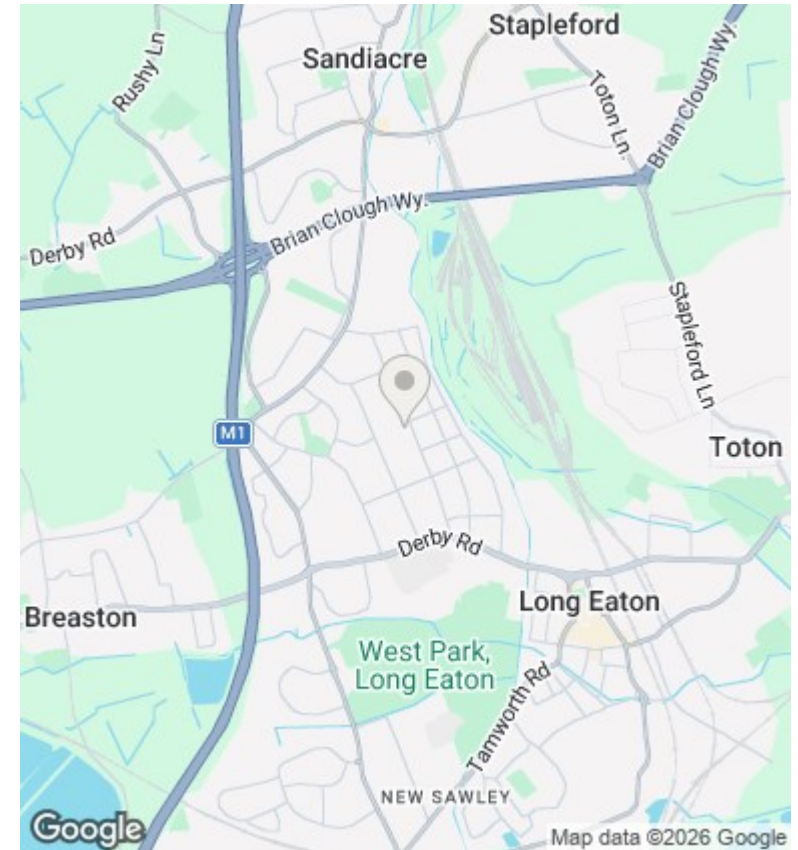 Stapleford
Sandiacre
Rushy Ln
Toton Ln.
Brian Clough Wy.
Brian Clough Wy.
Derby Rd
Stapleford Ln
M1
Toton
Derby Rd
Long Eaton
Breaston
West Park,
Long Eaton
Tamworth Rd
NEW SAWLEY
Google
Map data ©2026 Google